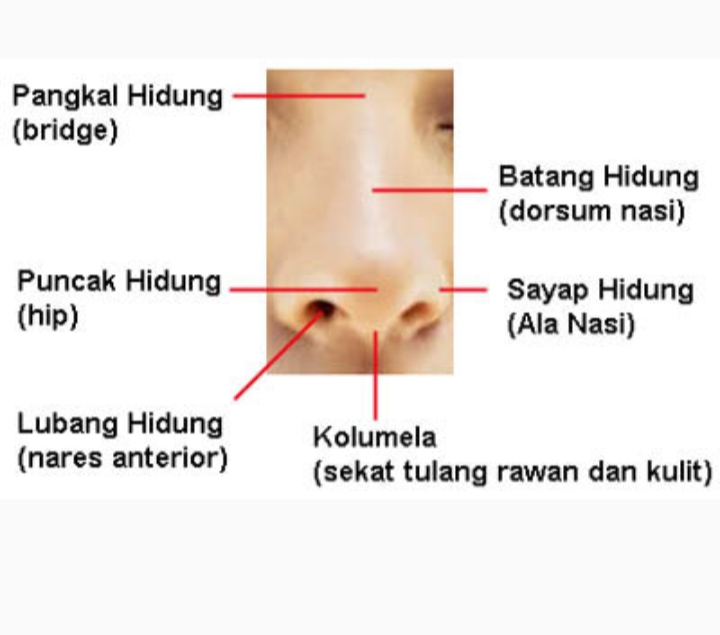 Pangkal Hidung
(bridge)
Batang Hidung
(dorsum nasi)
Puncak Hidung
(hip)
Sayap Hidung
(Ala Nasi)
Lubang Hidung
(nares anterior)
Kolumela
(sekat tulang rawan dan kulit)